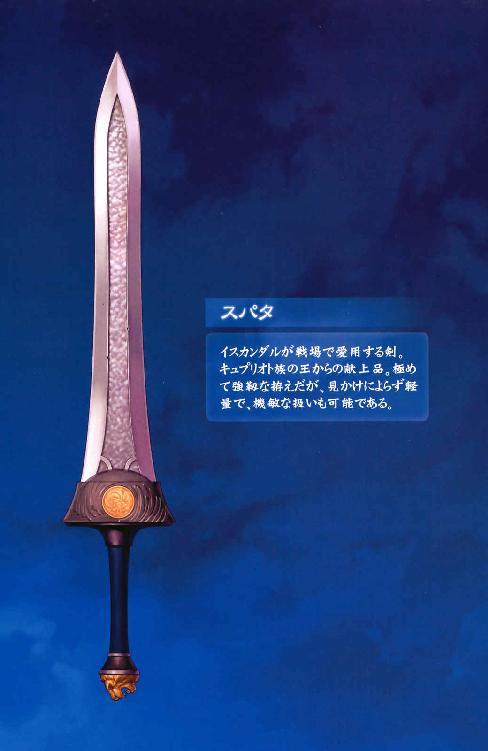 スパタ
イスカンダルが戦場で愛用する剣。
キュプリオト族の王からの献上品。極め
て強靱な拵えだが、見かけによらず軽
量で、機敏な扱いも可能である。